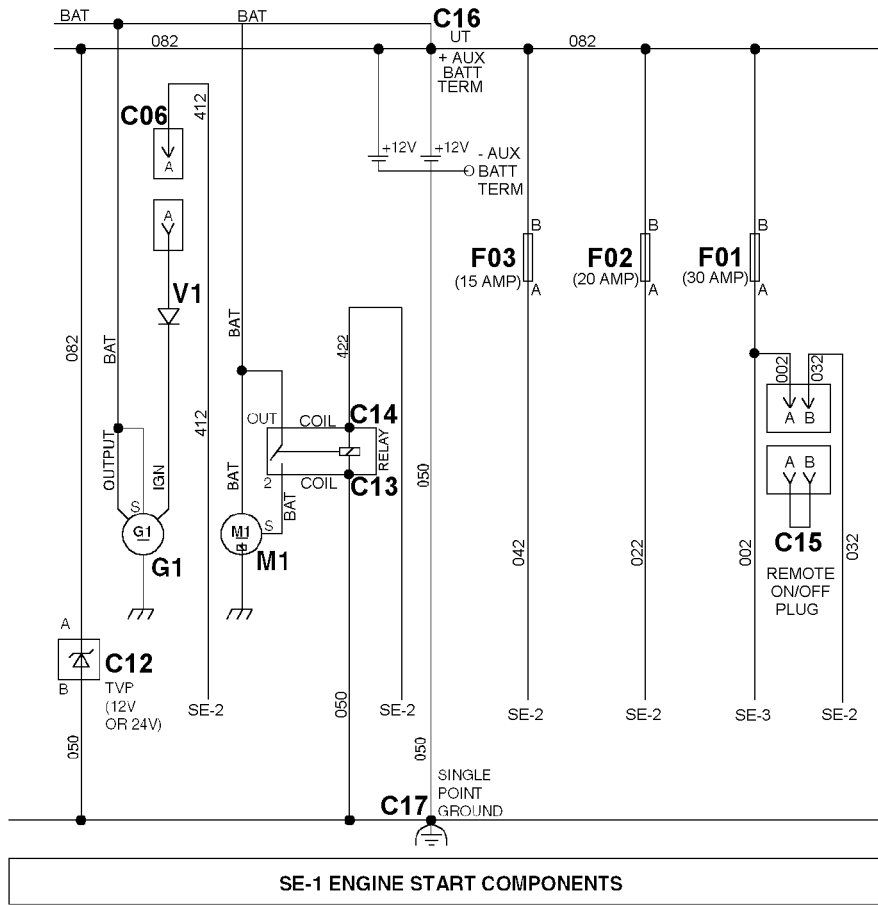 BAT
BAT
C16
UT
082
082
+ AUX
BATT
TERM
C06
412
A
A
+12V
+12V
- AUX
BATT
TERM
B
B
B
F03
(15 AMP)
F02
(20 AMP)
F01
(30 AMP)
A
A
A
V1
082
BAT
BAT
422
002
032
A B
412
OUT
COIL
C14
RELAY
2
COIL
C13
050
A B
OUTPUT
IGN
BAT
BAT
S
G1
G1
M1
S
M1
C15
REMOTE
ON/OFF
PLUG
042
022
002
032
A
C12
B
TVP
(12V
OR 24V)
050
SE-2
050
SE-2
050
SE-2
SE-2
SE-3
SE-2
C17
SINGLE
POINT
GROUND
SE-1 ENGINE START COMPONENTS